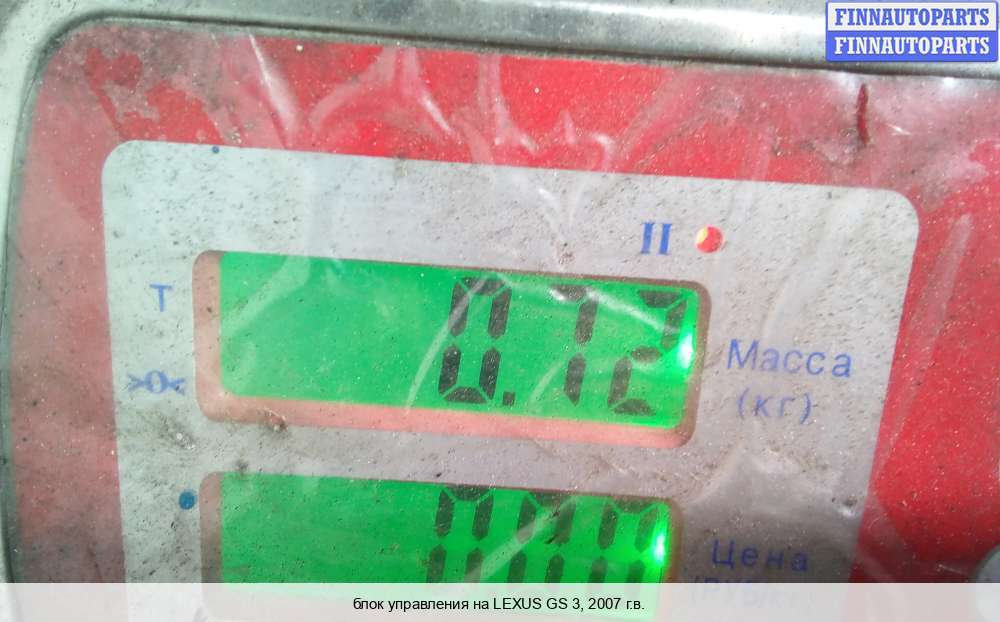 FINNAUTOPARTS
FINNAUTOPARTS
II
T
0.72
>0<
Масса
(кг)
Цена
блок управления на LEXUS GS 3, 2007 г.в.